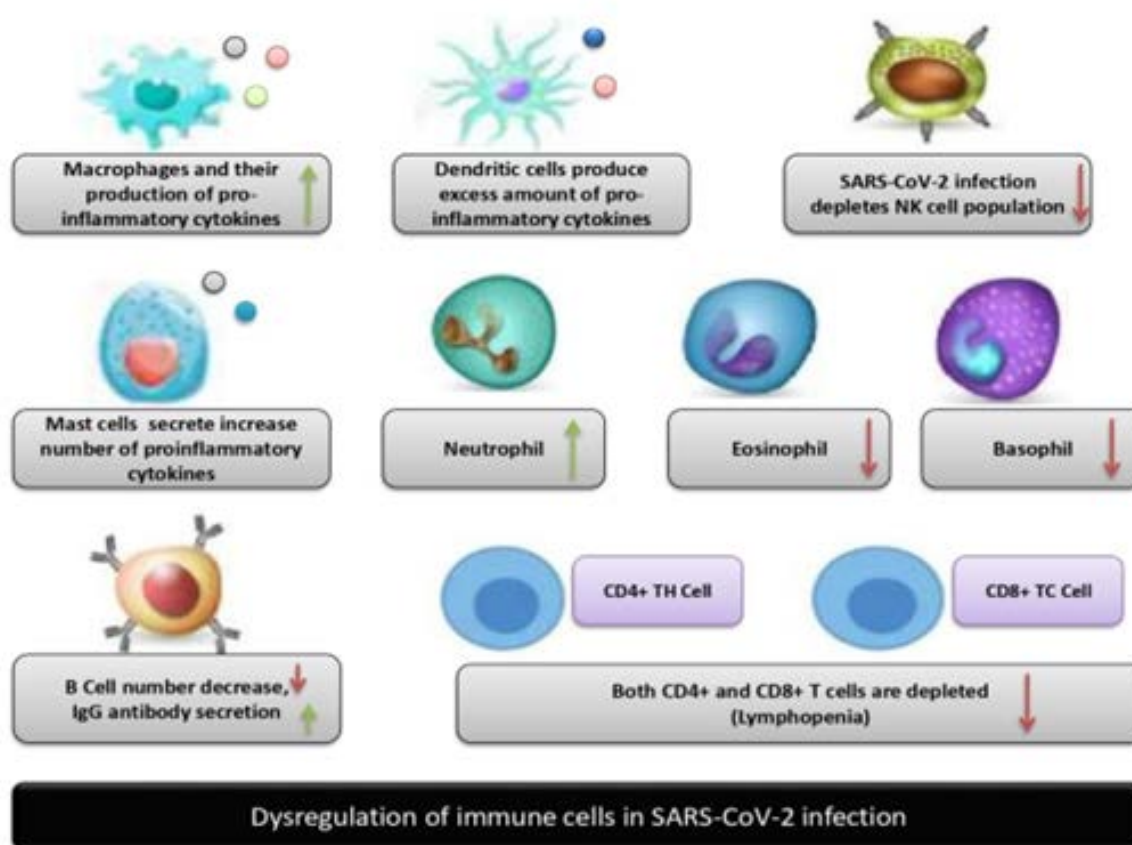 Macrophages and their
production of pro-
inflammatory cytokines
Dendritic cells produce
excess amount of pro-
inflammatory cytokines
SARS-CoV-2 infection
depletes NK cell population
Mast cells secrete increase
number of proinflammatory
cytokines
Neutrophil
Eosinophil
Basophil
B Cell number decrease,
IgG antibody secretion
CD4+ TH Cell
CD8+ TC Cell
Both CD4+ and CD8+ T cells are depleted
(Lymphopenia)
Dysregulation of immune cells in SARS-CoV-2 infection